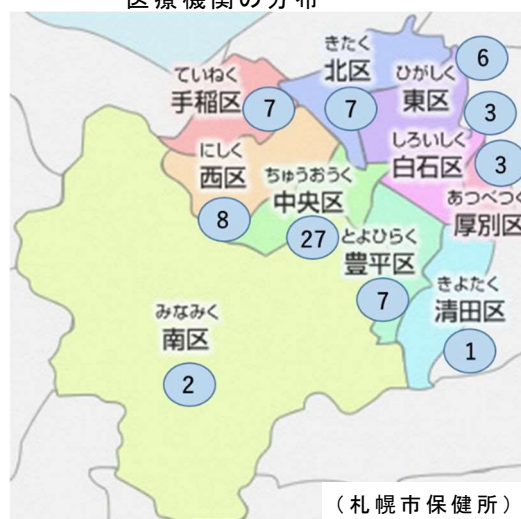 医療機関の分布
きたく
北区
6
ていねく
手稲区
7
7
ひがしく
東区
3
しろいしく
白石区
3
にしく
西区
8
ちゅうおうく
中央区
27
あつべつく
厚別区
とよひらく
豊平区
7
きよたく
清田区
1
みなみく
南区
2
（札幌市保健所）